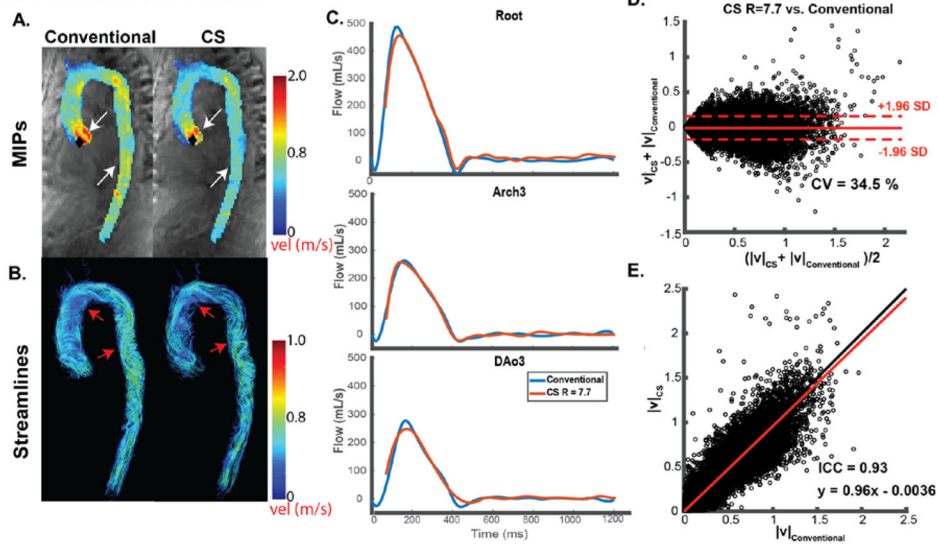 Conventional CS
A.
MIPs
2.0
1.0
0.8
0
vel (m/s)
B.
Streamlines
1.0
0.8
0
vel (m/s)
C.
Root
Flow (mL/s)
500
400
300
200
100
0
0
Arch3
Flow (mL/s)
500
400
300
200
100
0
DAo3
Conventional
CS R = 7.7
Flow (mL/s)
500
400
300
200
100
0
0 200 400 600 800 1000 1200
Time (ms)
D.
CS R=7.7 vs. Conventional
v|CS+ |v|Conventional
1.5
1
0.5
0
-0.5
-1
-1.5
+1.96 SD
-1.96 SD
CV = 34.5 %
0 0.5 1 1.5 2
(|v|CS + |v|Conventional )/2
E.
|v|CS
2.5
2
1.5
1
0.5
0
ICC = 0.93
y = 0.96x - 0.0036
0 0.5 1 1.5 2 2.5
|v|Conventional